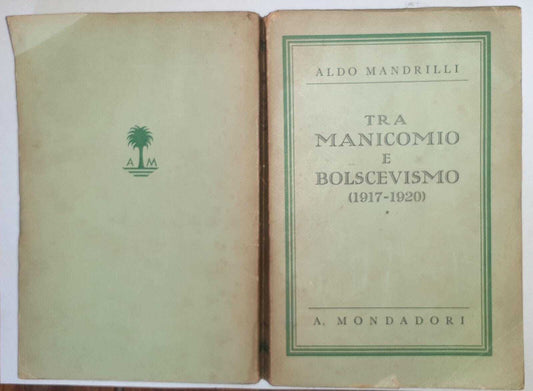 A M
ALDO MANDRILLI
TRA
MANICOMIO
E
BOLSCEVISMO
(1917-1920)
*
A. MONDADORI